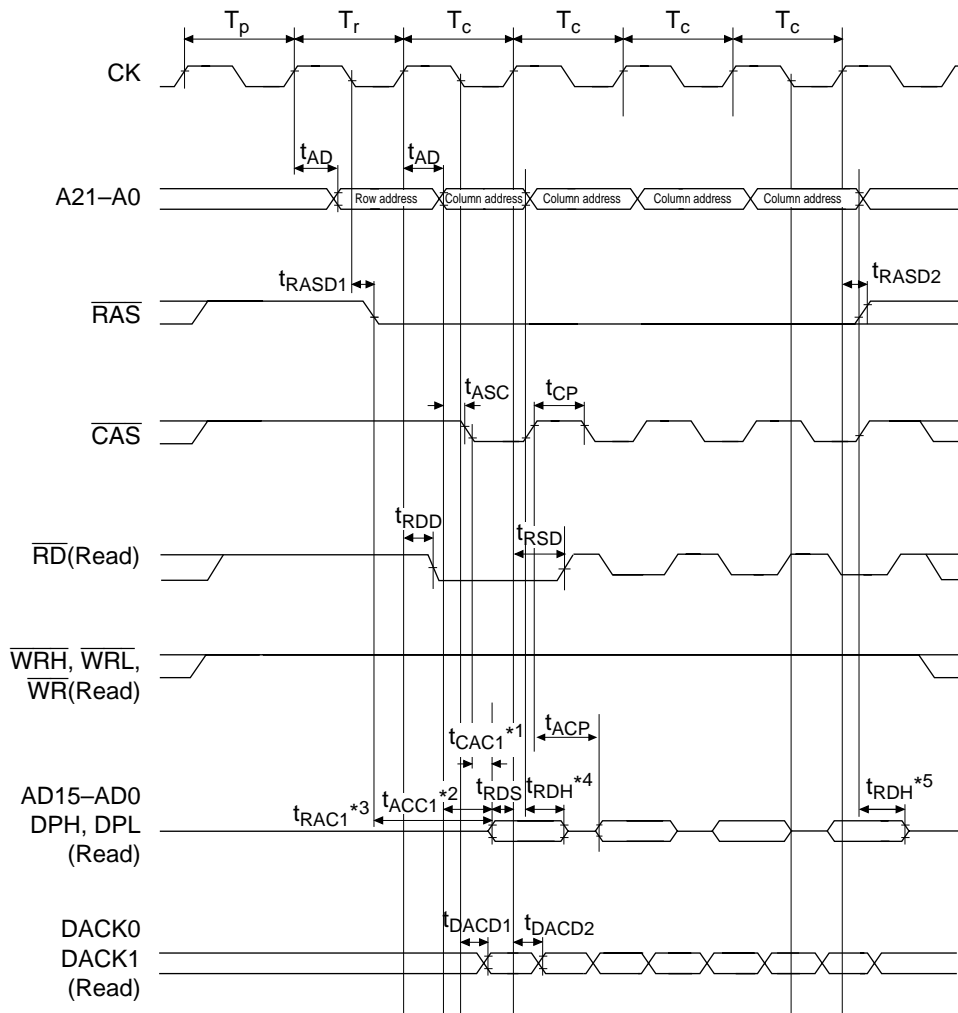 Tp Tr Tc Tc Tc Tc
CK
tAD tAD
A21–A0 Row address Column address Column address Column address Column address
tRASD1 tRASD2
RAS
tASC tCP
CAS
tRDD tRSD
RD(Read)
WRH, WRL,
WR(Read)
tCAC1*1 tACP
AD15–AD0
DPH, DPL
(Read)
tRAC1*3 tACC1*2 tRDS tRDH*4 tRDH*5
DACK0
DACK1
(Read)
tDACD1 tDACD2